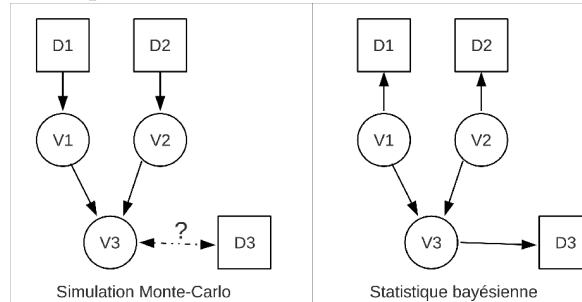 D1 D2
V1 V2
?
V3 D3
Simulation Monte-Carlo
D1 D2
V1 V2
V3 D3
Statistique bayésienne